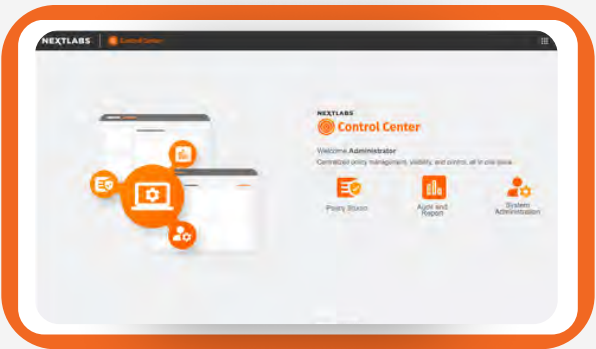 NEXTLABS
Control Center
NEXTLABS
Control Center
Welcome Administrator
Centralized policy management, visibility, and control, all in one place.
Policy Studio
Audit and
Report
System
Administration